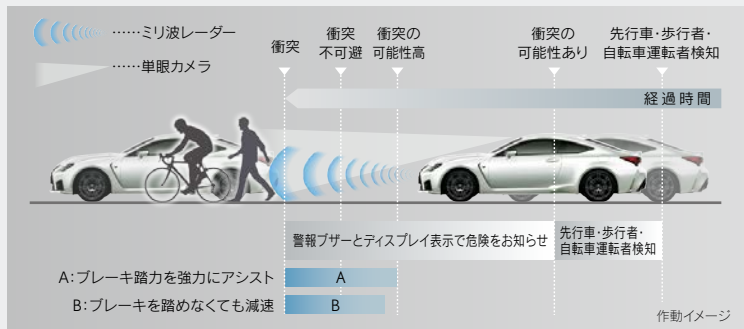 ……ミリ波レーダー
……単眼カメラ
衝突
衝突
不可避
衝突の
可能性高
衝突の
可能性あり
先行車・歩行者・
自転車運転者検知
経過時間
警報ブザーとディスプレイ表示で危険をお知らせ
先行車・歩行者・
自転車運転者検知
A：ブレーキ踏力を強力にアシスト
A
B：ブレーキを踏めなくても減速
B
作動イメージ